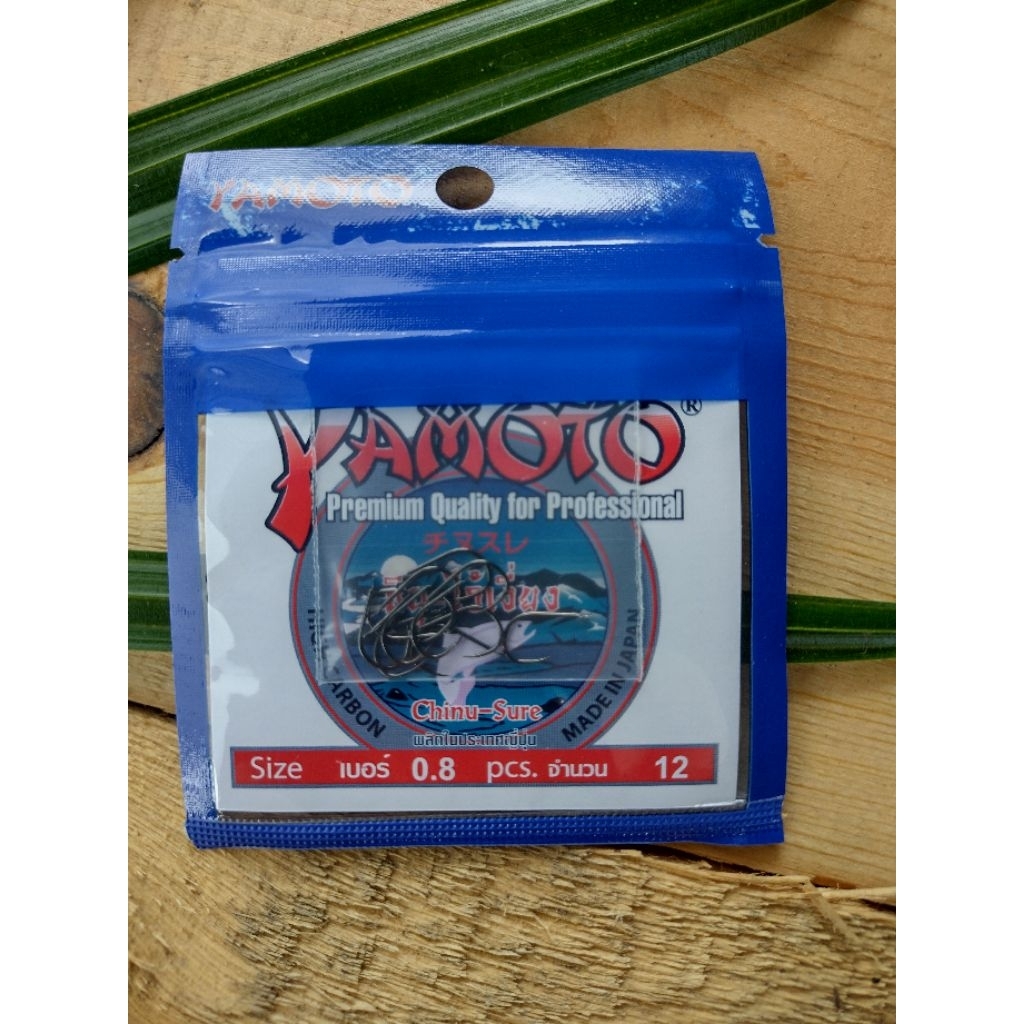 YAMOTO
YAMOTO®
Premium Quality for Professional
チヌスレ
CARBON
MADE IN JAPAN
Chinu-Sure
ผลิตในประเทศญี่ปุ่น
Size เบอร์ 0.8 pcs. จำนวน 12